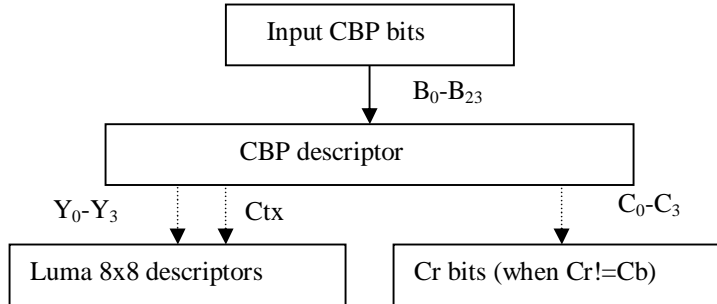 Input CBP bits
B₀-B₂₃
CBP descriptor
Y₀-Y₃
Ctx
C₀-C₃
Luma 8x8 descriptors
Cr bits (when Cr!=Cb)